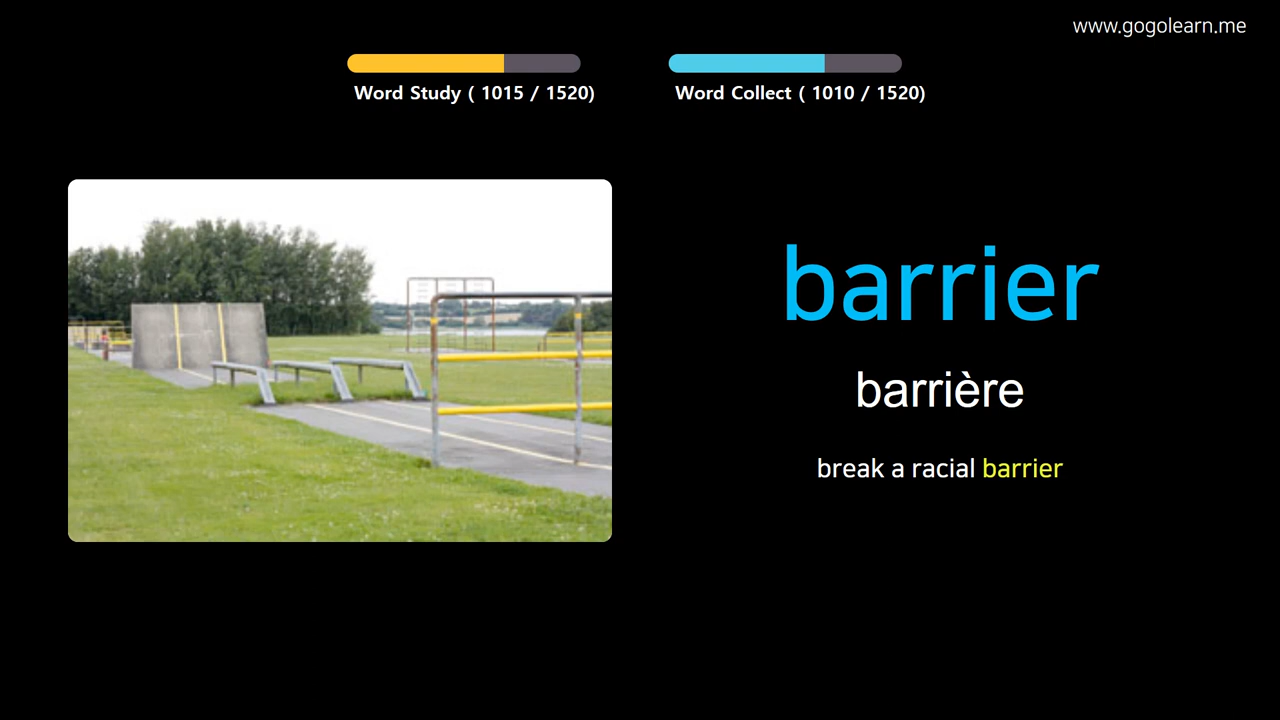 www.gogolearn.me
Word Study ( 1015 / 1520)
Word Collect ( 1010 / 1520)
barrier
barrière
break a racial barrier